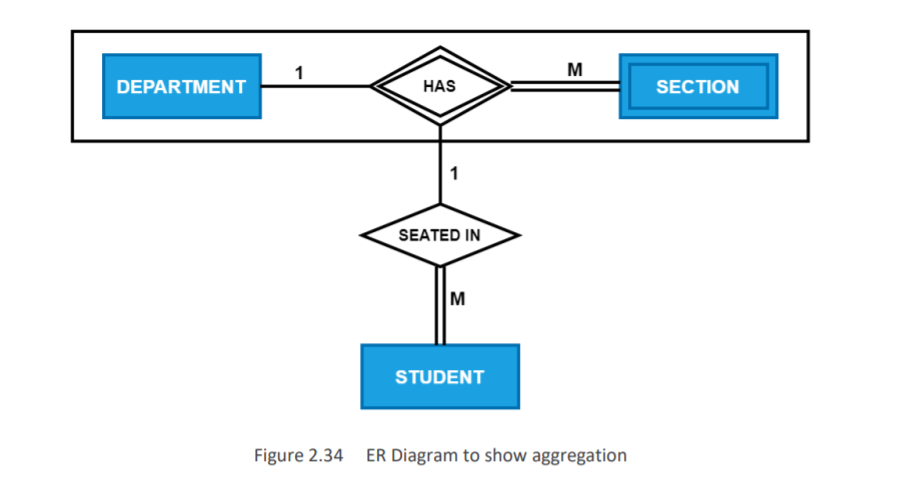 DEPARTMENT 1 HAS M SECTION
1
SEATED IN
M
STUDENT
Figure 2.34 ER Diagram to show aggregation